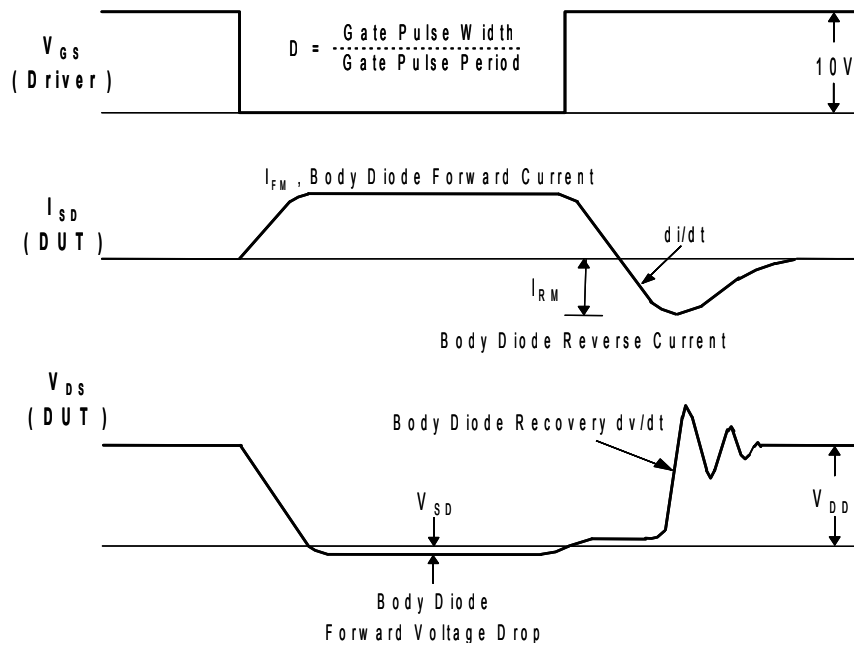 V GS
(Driver)
D = Gate Pulse Width
Gate Pulse Period
10V
I FM , Body Diode Forward Current
I SD
(DUT)
di/dt
I RM
Body Diode Reverse Current
V DS
(DUT)
Body Diode Recovery dv/dt
V SD
V DD
Body Diode
Forward Voltage Drop